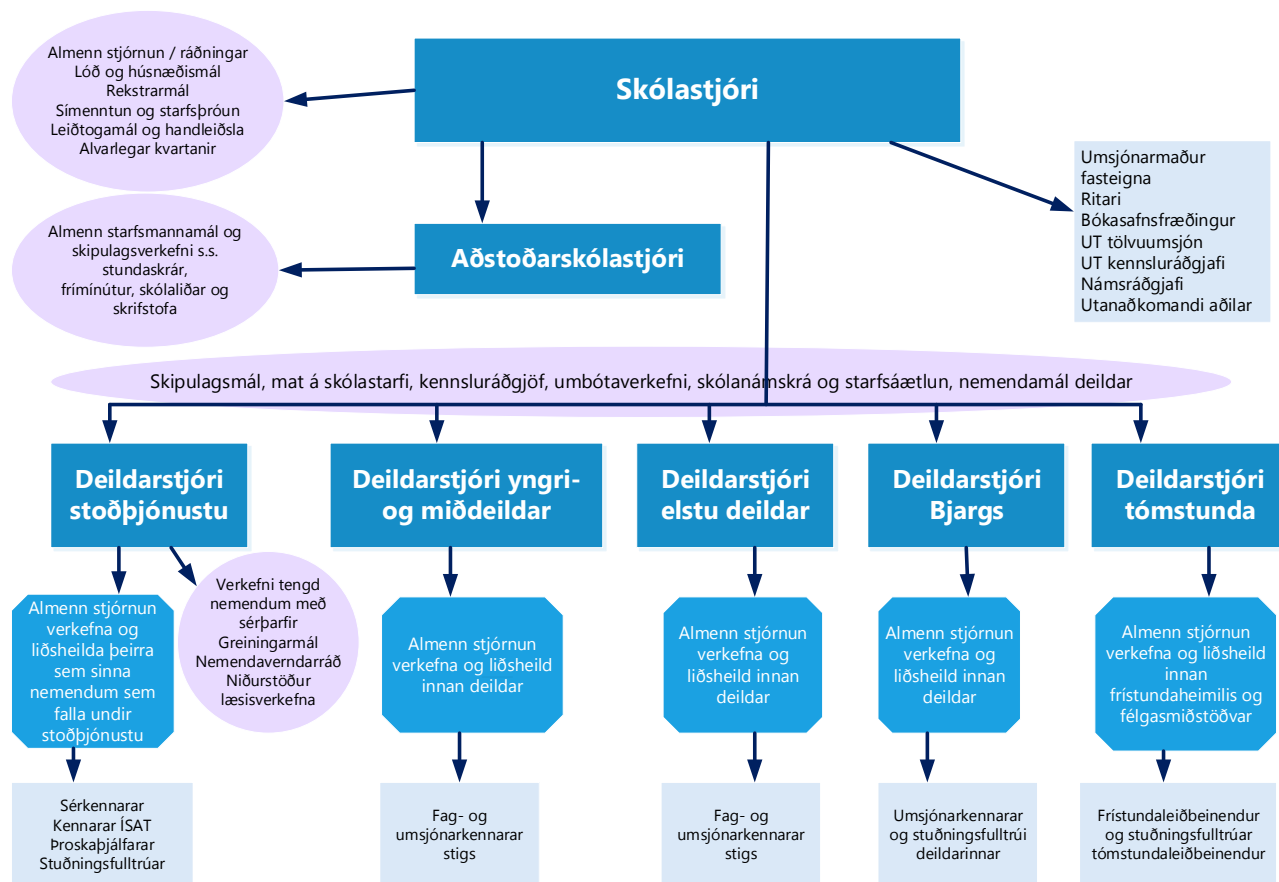 Almenn stjórnun / ráðningar
Lóð og húsnæðismál
Rekstrarmál
Símenntun og starfsþróun
Leiðtogamál og handleiðsla
Alvarlegar kvartanir
Skólastjóri
Umsjónarmaður
fasteigna
Ritari
Bókasafnsfræðingur
UT tölvuumsjón
UT kennsluráðgjafi
Námsráðgjafi
Utanaðkomandi aðilar
Almenn starfsmannamál og
skipulagsverkefni s.s.
stundaskrár,
frímínútur, skólaliðar og
skrifstofa
Aðstoðarskólastjóri
Skipulagsmál, mat á skólastarfi, kennsluráðgjöf, umbótaverkefni, skólanámskrá og starfsáætlun, nemendamál deildar
Deildarstjóri
stoðþjónustu
Deildarstjóri yngri-
og miðdeildar
Deildarstjóri
elstu deildar
Deildarstjóri
Bjargs
Deildarstjóri
tómstunda
Almenn stjórnun
verkefna og
liðsheilda þeirra
sem sinna
nemendum sem
falla undir
stoðþjónustu
Verkefni tengd
nemendum með
sérþarfir
Greiningarmál
Nemendaverndarráð
Niðurstöður
læsisverkefna
Almenn stjórnun
verkefna og liðsheild
innan deildar
Almenn stjórnun
verkefna og
liðsheild innan
deildar
Almenn stjórnun
verkefna og
liðsheild innan
deildar
Almenn stjórnun
verkefna og liðsheild
innan
frístundaheimilis og
félgasmiðstöðvar
Sérkennarar
Kennarar ÍSAT
Þroskaþjálfarar
Stuðningsfulltrúar
Fag- og
umsjónarkennarar
stigs
Fag- og
umsjónarkennarar
stigs
Umsjónarkennarar
og stuðningsfulltrúi
deildarinnar
Frístundaleiðbeinendur
og stuðningsfulltrúar
tómstundaleiðbeinendur